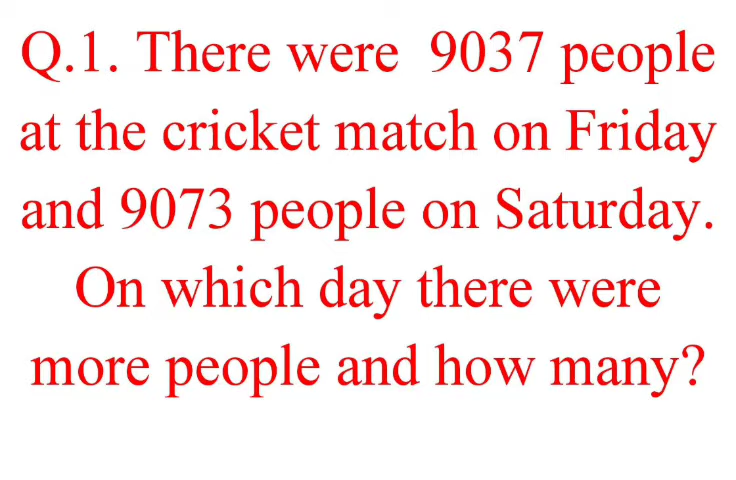 Q.1. There were 9037 people
at the cricket match on Friday
and 9073 people on Saturday.
On which day there were
more people and how many?